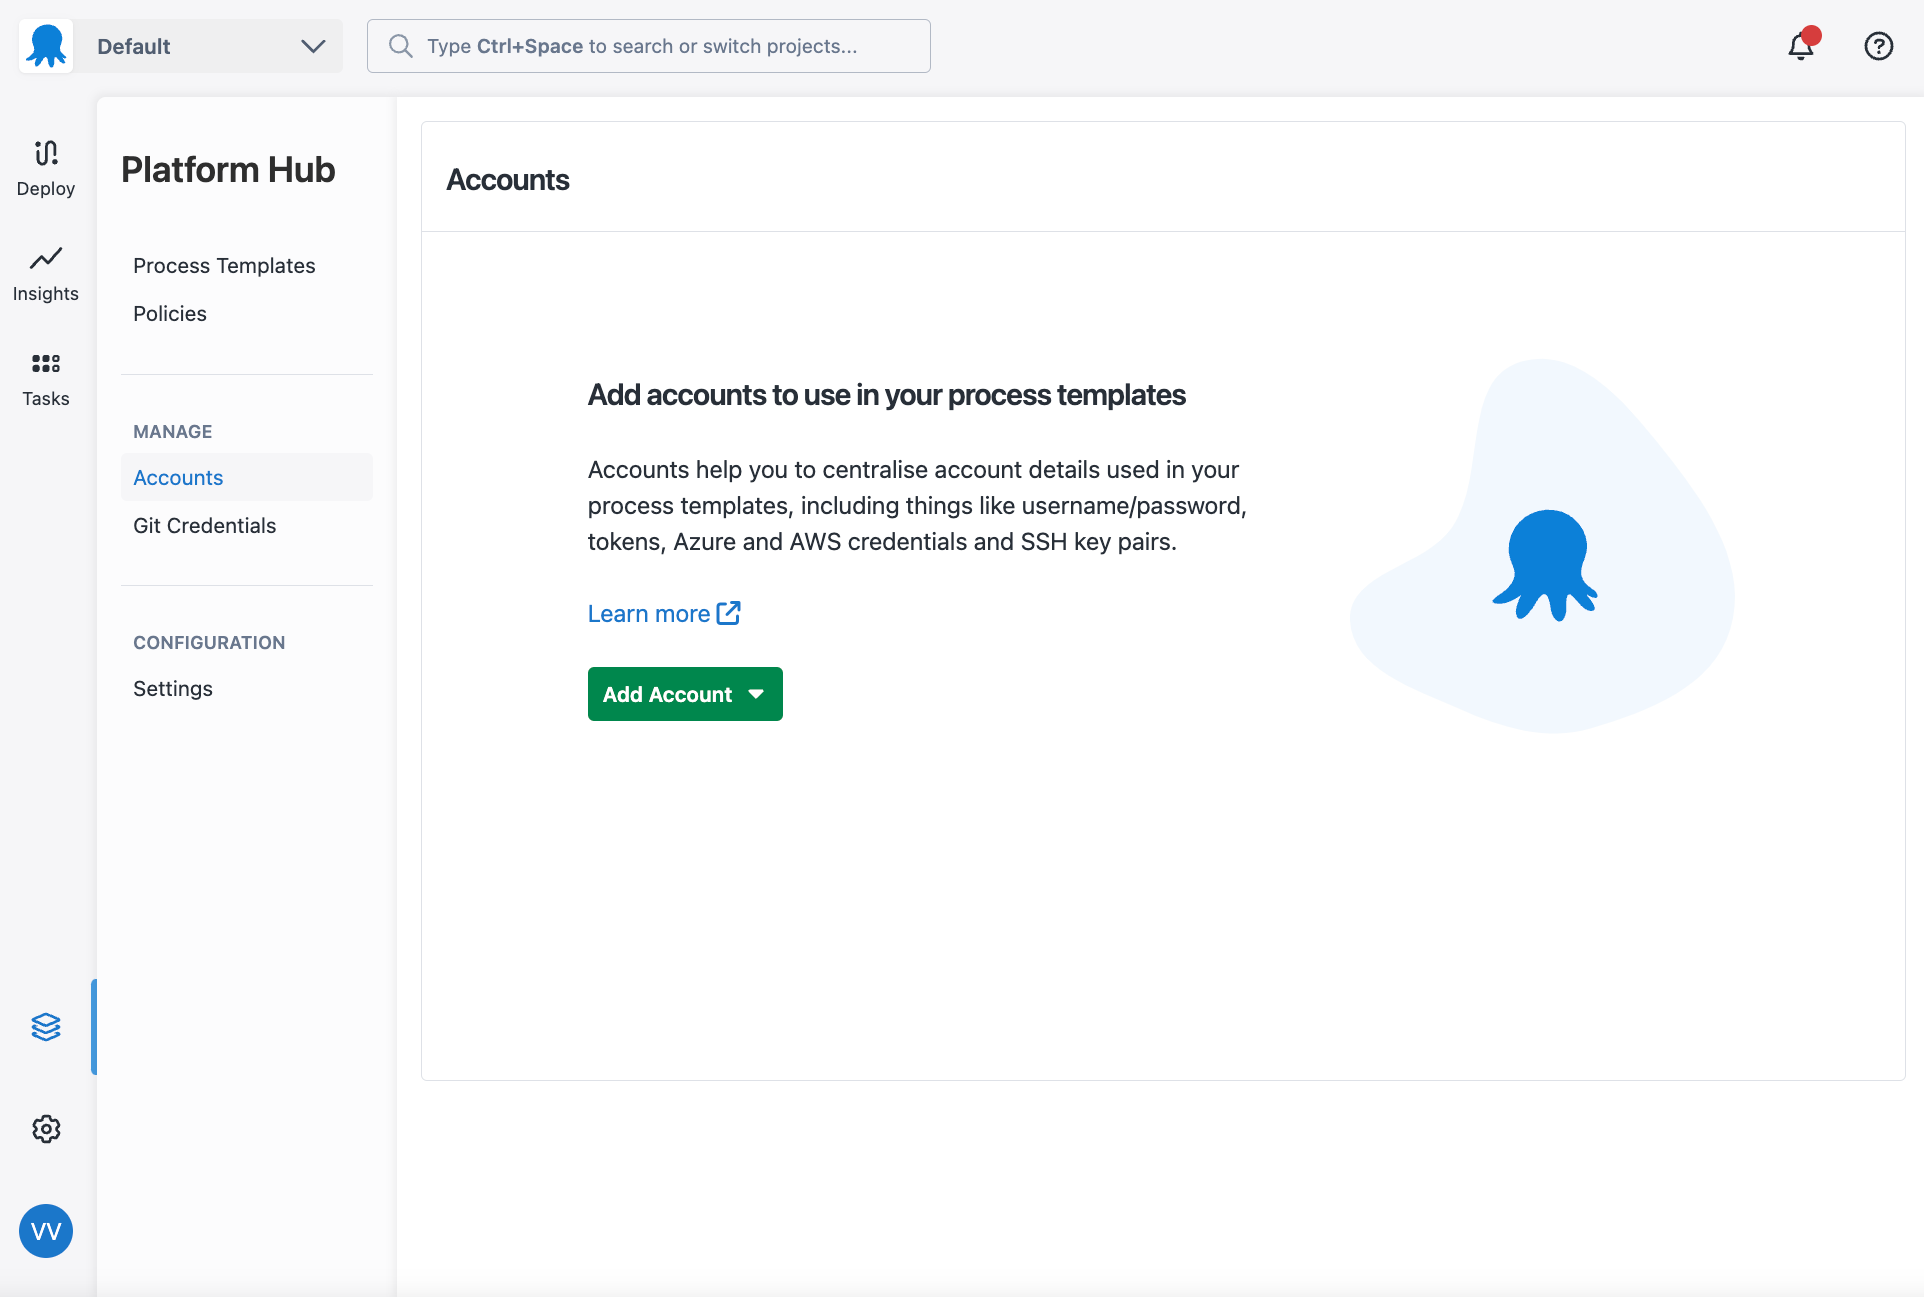 Default
Type Ctrl+Space to search or switch projects...
Deploy
Insights
Tasks
VV
Platform Hub
Process Templates
Policies
MANAGE
Accounts
Git Credentials
CONFIGURATION
Settings
Accounts
Add accounts to use in your process templates
Accounts help you to centralise account details used in your
process templates, including things like username/password,
tokens, Azure and AWS credentials and SSH key pairs.
Learn more
Add Account